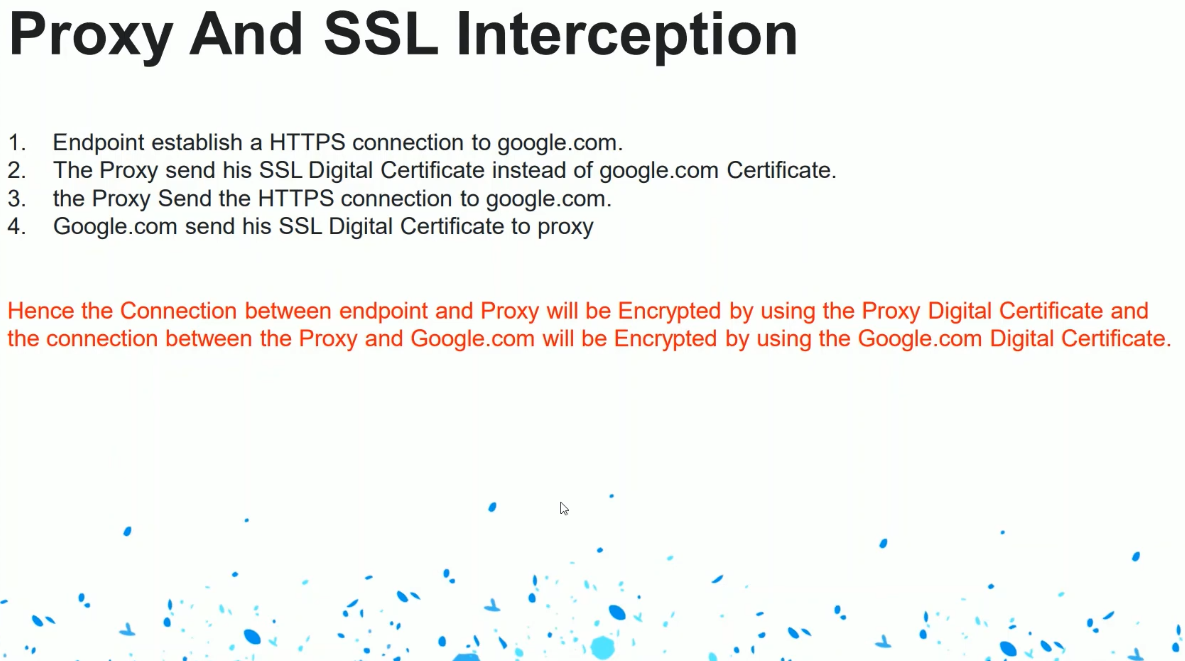 Proxy And SSL Interception
1. Endpoint establish a HTTPS connection to google.com.
2. The Proxy send his SSL Digital Certificate instead of google.com Certificate.
3. the Proxy Send the HTTPS connection to google.com.
4. Google.com send his SSL Digital Certificate to proxy
Hence the Connection between endpoint and Proxy will be Encrypted by using the Proxy Digital Certificate and
the connection between the Proxy and Google.com will be Encrypted by using the Google.com Digital Certificate.